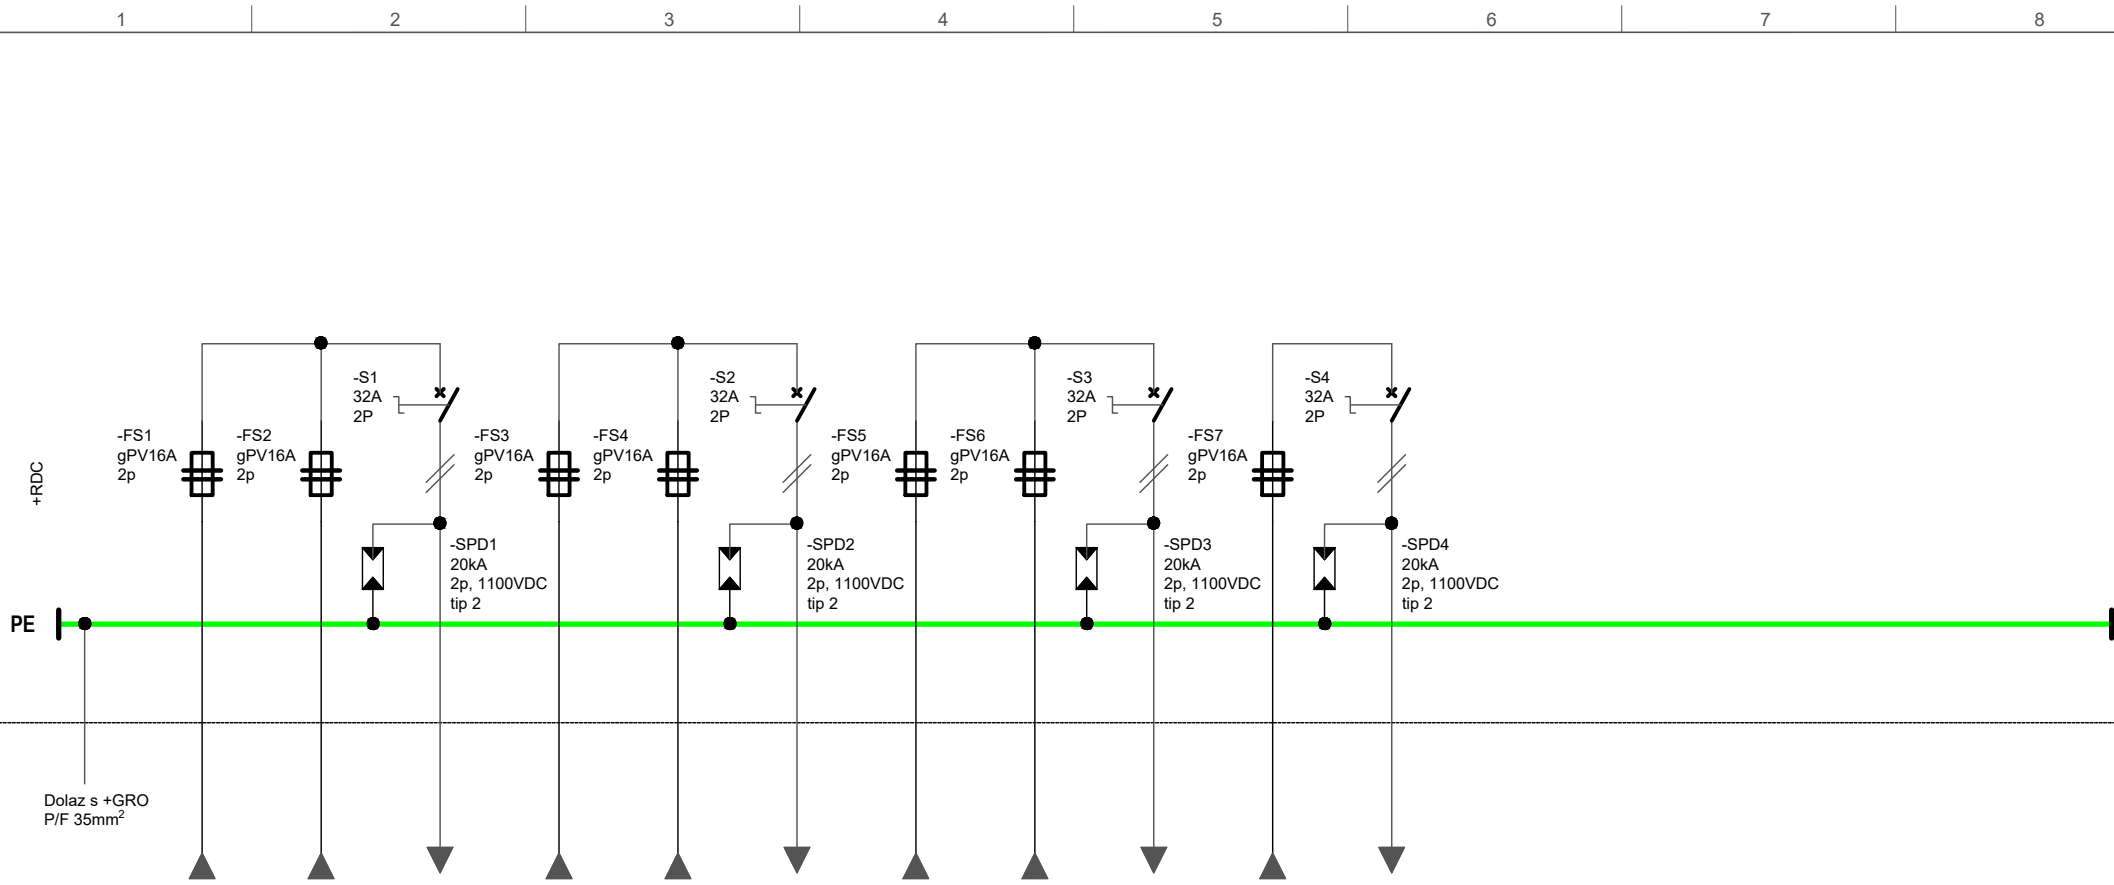 1 2 3 4 5 6 7 8
-S1
32A
2P
-S2
32A
2P
-S3
32A
2P
-S4
32A
2P
-FS1
gPV16A
2p
-FS2
gPV16A
2p
-FS3
gPV16A
2p
-FS4
gPV16A
2p
-FS5
gPV16A
2p
-FS6
gPV16A
2p
-FS7
gPV16A
2p
+RDC
-SPD1
20kA
2p, 1100VDC
tip 2
-SPD2
20kA
2p, 1100VDC
tip 2
-SPD3
20kA
2p, 1100VDC
tip 2
-SPD4
20kA
2p, 1100VDC
tip 2
PE
Dolaz s +GRO
P/F 35mm²